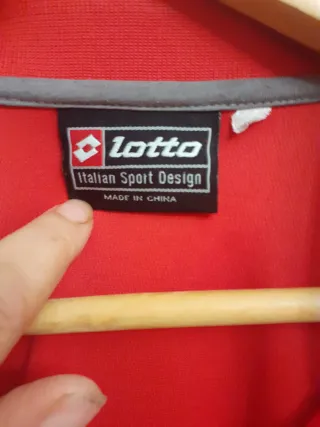 lotto
Italian Sport Design
MADE IN CHINA